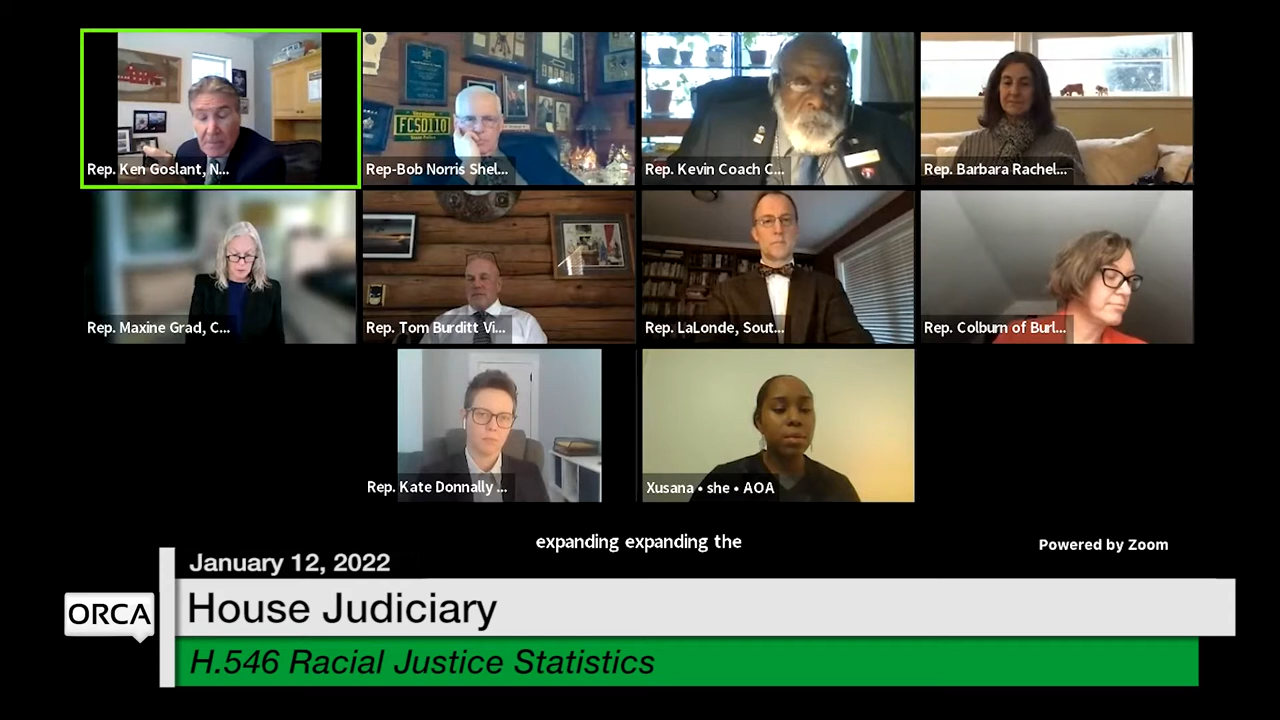 Vermont
FCSO110
Rep. Ken Goslant, N...
Rep-Bob Norris Shel...
Rep. Kevin Coach C...
Rep. Barbara Rachel...
Rep. Maxine Grad, C...
Rep. Tom Burditt Vi...
Rep. LaLonde, Sout...
Rep. Colburn of Burl...
Rep. Kate Donnally ...
Xusana • she • AOA
expanding expanding the
Powered by Zoom
January 12, 2022
ORCA
House Judiciary
H.546 Racial Justice Statistics